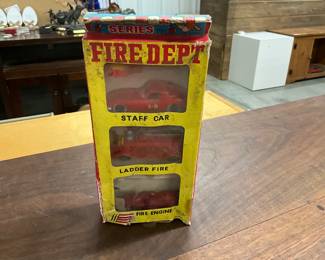 SERIES
FIRE DEPT
STAFF CAR
LADDER FIRE
FIRE ENGINE